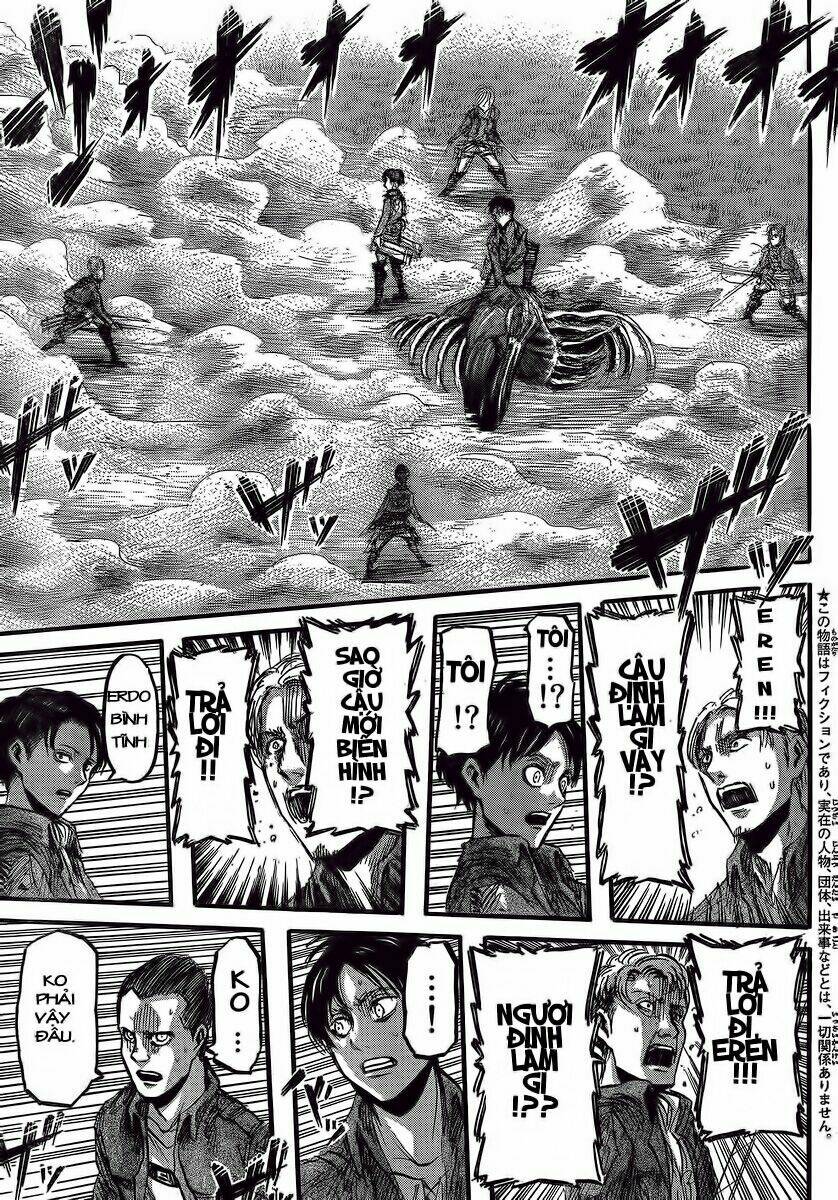 EREN!!!
CẬU
ĐỊNH
LÀM
GÌ
VẬY!?
TÔI
...!?
TÔI
!?
SAO
GIỜ
CẬU
MỚI
BIẾN
HÌNH
!?
TRẢ
LỜI
ĐI
!!
ERDO
BÌNH
TĨNH
TRẢ
LỜI
ĐI,
EREN
!!!
NGƯƠI
ĐỊNH
LÀM
GÌ
!??
...!
KO...
KO
PHẢI
VẬY
ĐÂU.
★この物語はフィクションであり、実在の人物、団体、出来事などとは、一切関係ありません。